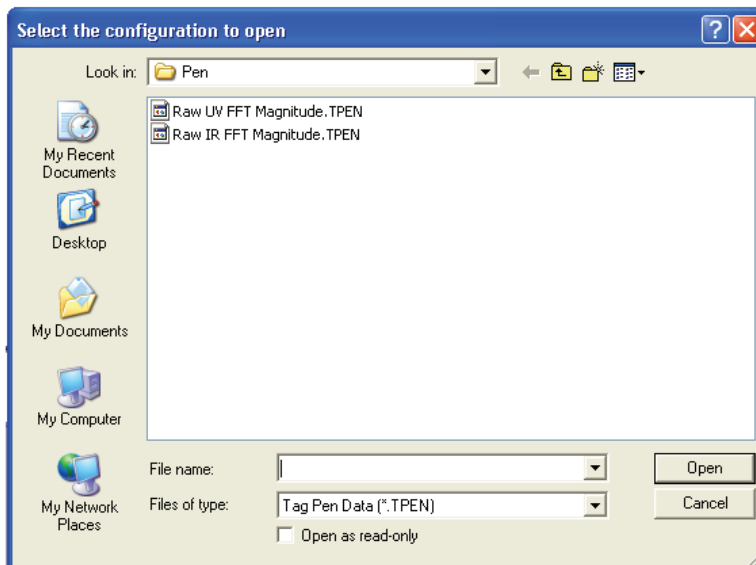 Select the configuration to open
Look in:
Pen
Raw UV FFT Magnitude.TPEN
Raw IR FFT Magnitude.TPEN
My Recent
Documents
Desktop
My Documents
My Computer
My Network
Places
File name:
Open
Files of type:
Tag Pen Data (*.TPEN)
Cancel
Open as read-only